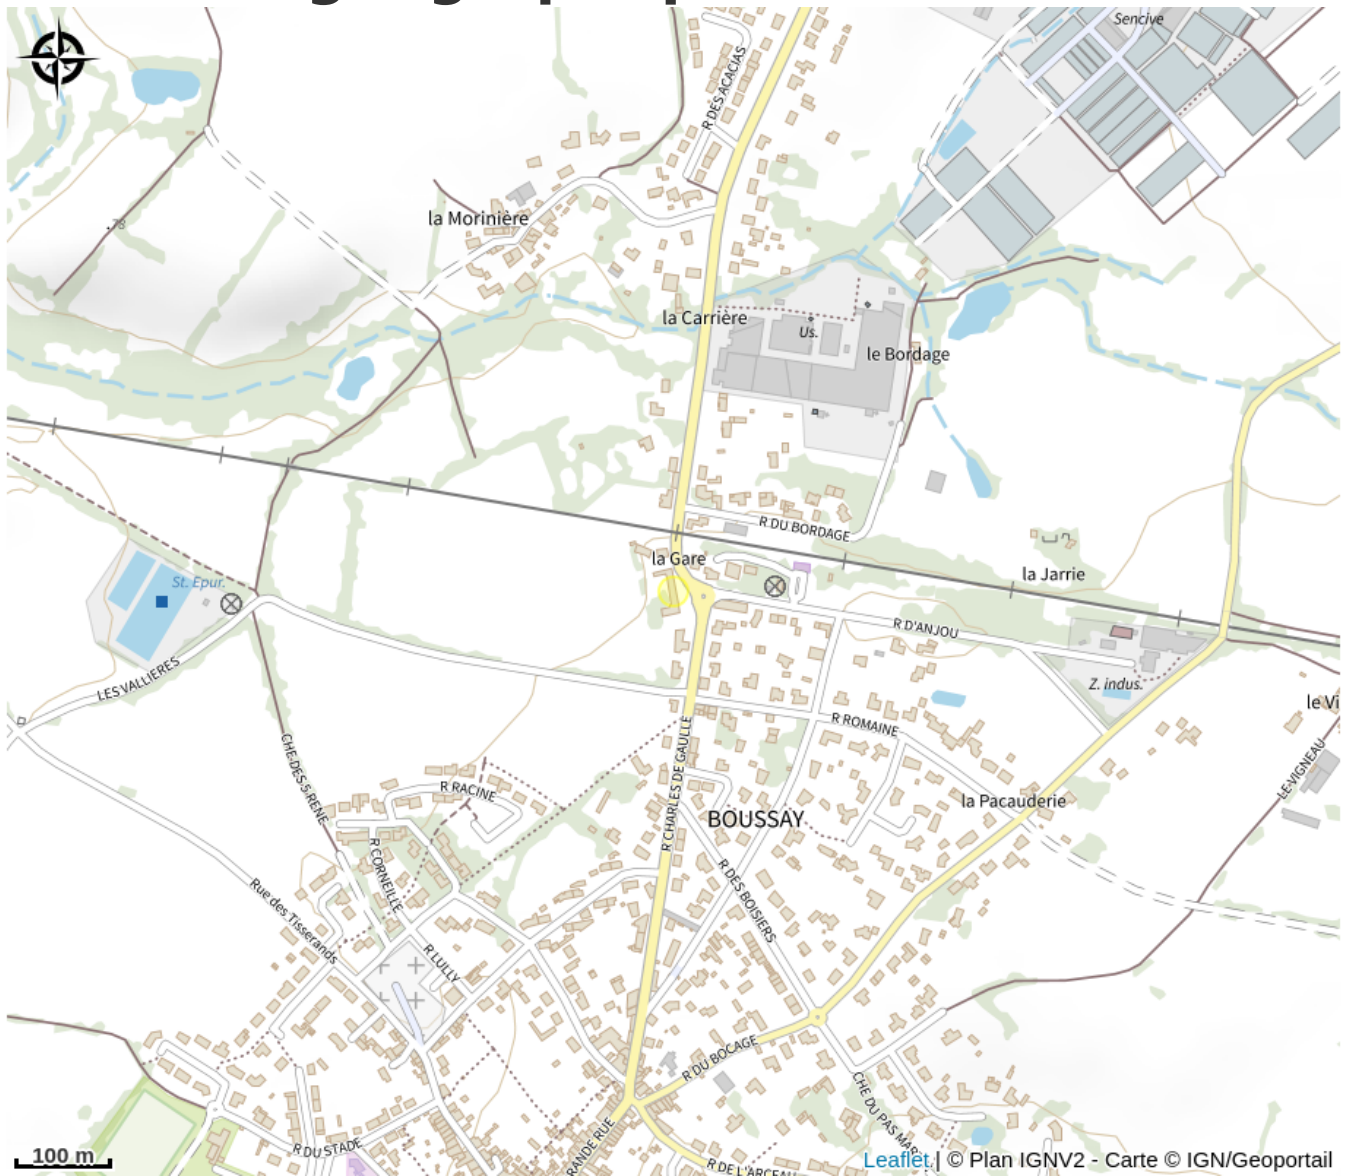 Sencive
R DES ACACIAS
la Morinière
.78
la Carrière
Us.
le Bordage
R DU BORDAGE
la Gare
St. Epur.
la Jarrie
R D'ANJOU
LES VALLIERES
Z. indus.
le Vi
R ROMAINE
R CHARLES DE GAULLE
CHE DES 5 RENE
LE VIGNEAU
R RACINE
la Pacauderie
BOUSSAY
R CORNEILLE
R DES BOISIERS
Rue des Tisserands
R LULLY
R DU BOCAGE
CHE DU PAS MAR
R DU STADE
RANDE RUE
R DE L'ARCEAU
100 m
Leaflet | © Plan IGNV2 - Carte © IGN/Geoportail